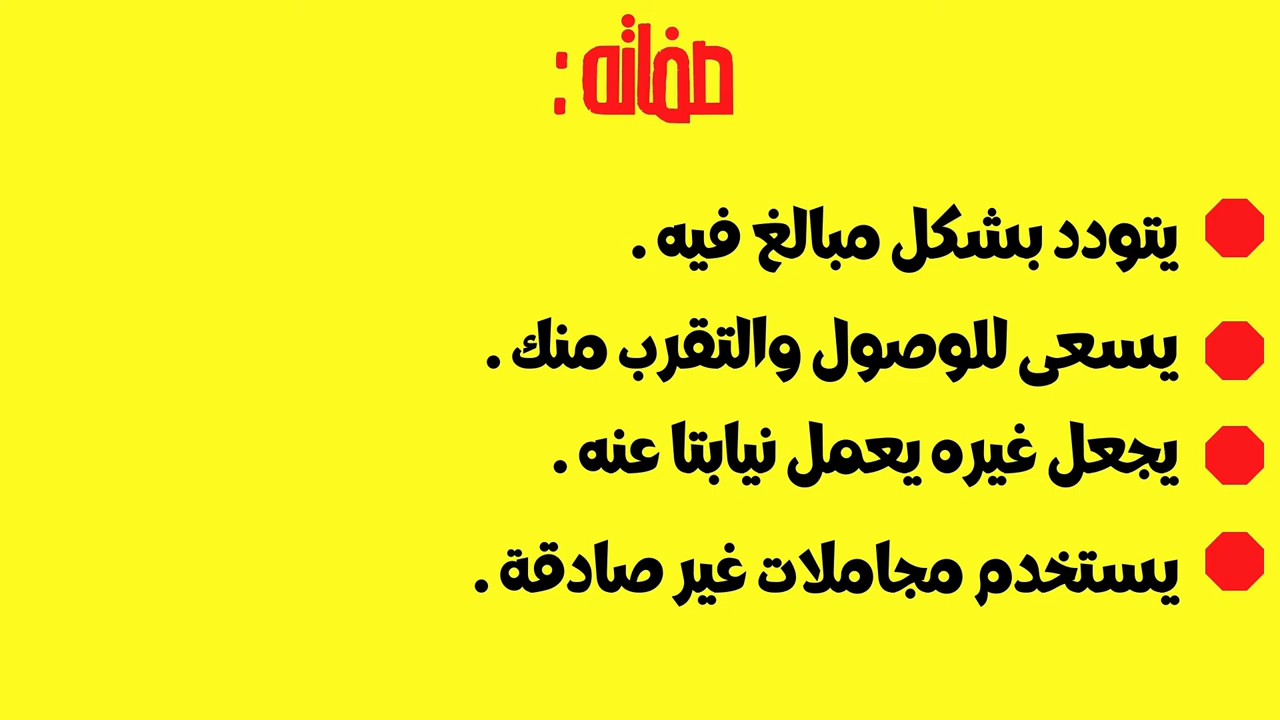 صفاته :
يتودد بشكل مبالغ فيه .
يسعى للوصول والتقرب منك .
يجعل غيره يعمل نيابتا عنه .
يستخدم مجاملات غير صادقة .